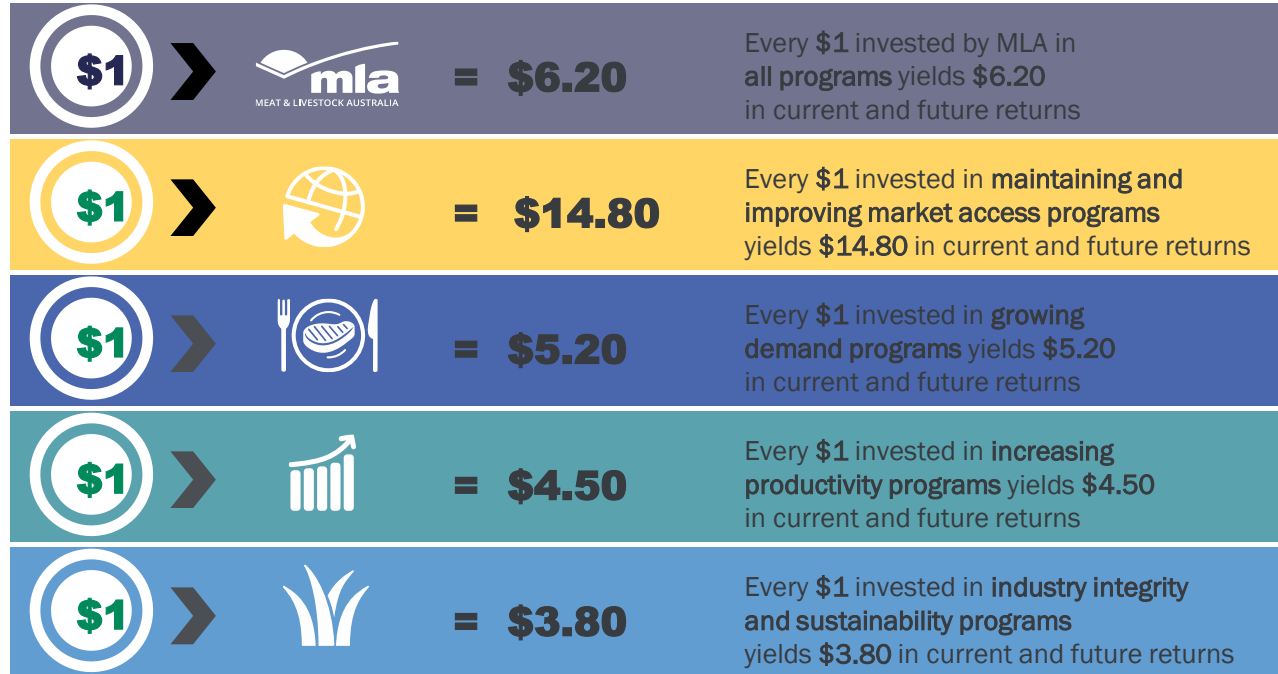 $1
mla
MEAT & LIVESTOCK AUSTRALIA
= $6.20
Every $1 invested by MLA in
all programs yields $6.20
in current and future returns
$1
= $14.80
Every $1 invested in maintaining and
improving market access programs
yields $14.80 in current and future returns
$1
= $5.20
Every $1 invested in growing
demand programs yields $5.20
in current and future returns
$1
= $4.50
Every $1 invested in increasing
productivity programs yields $4.50
in current and future returns
$1
= $3.80
Every $1 invested in industry integrity
and sustainability programs
yields $3.80 in current and future returns